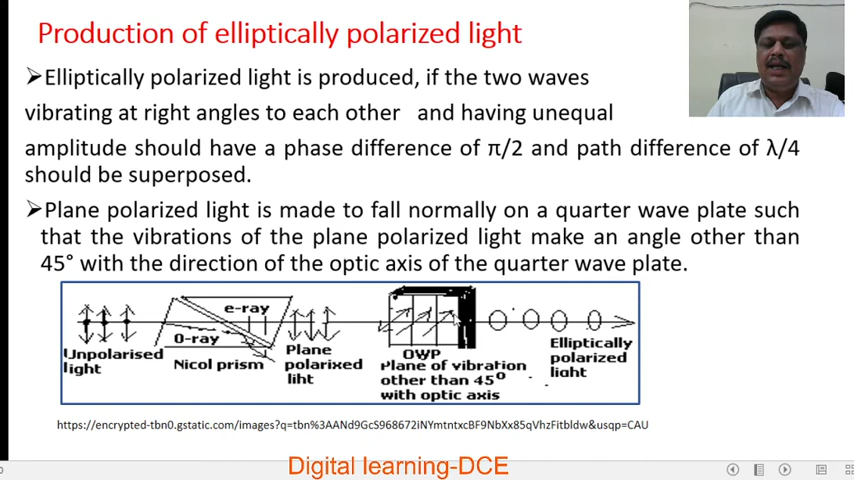 Production of elliptically polarized light
➤Elliptically polarized light is produced, if the two waves
vibrating at right angles to each other and having unequal
amplitude should have a phase difference of π/2 and path difference of λ/4
should be superposed.
➤Plane polarized light is made to fall normally on a quarter wave plate such
that the vibrations of the plane polarized light make an angle other than
45° with the direction of the optic axis of the quarter wave plate.
e-ray
O-ray
Unpolarised
light
Nicol prism
Plane
polarixed
liht
QWP
Plane of vibration
other than 45°
with optic axis
Elliptically
polarized
light
https://encrypted-tbn0.gstatic.com/images?q=tbn%3AANd9GcS968672iNYmtntxcBF9NbXx85qVhzFitbldw&usqp=CAU
Digital learning-DCE